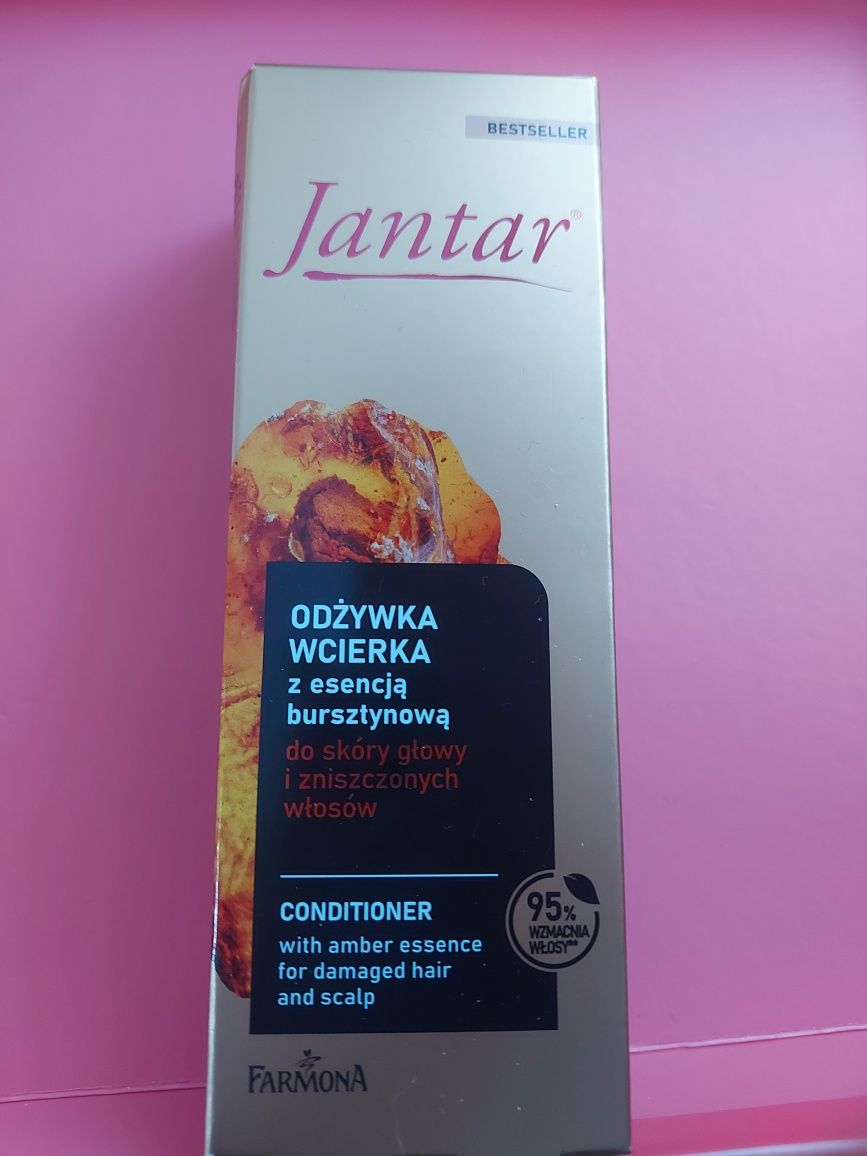 BESTSELLER
Jantar®
ODŻYWKA
WCIERKA
z esencją
bursztynową
do skóry głowy
i zniszczonych
włosów
CONDITIONER
with amber essence
for damaged hair
and scalp
95%
WZMACNIA
WŁOSY**
FARMONA